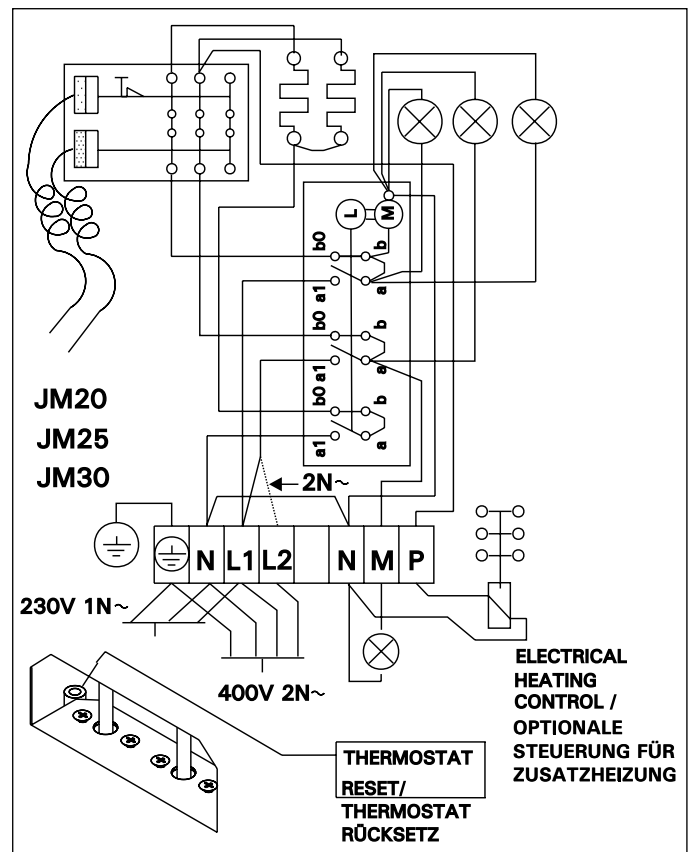 L M
b0 b
a1 a
b0 b
a1 a
b0 b
a1 a
JM20
JM25
JM30
2N~
N L1 L2 N M P
230V 1N~
400V 2N~
ELECTRICAL
HEATING
CONTROL /
OPTIONALE
STEUERUNG FÜR
ZUSATZHEIZUNG
THERMOSTAT
RESET/
THERMOSTAT
RÜCKSETZ